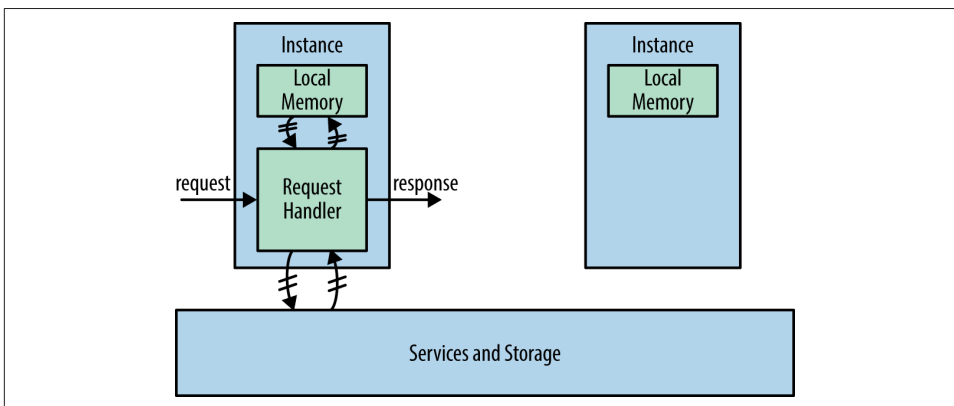 Instance
Local
Memory
request
Request
Handler
response
Instance
Local
Memory
Services and Storage